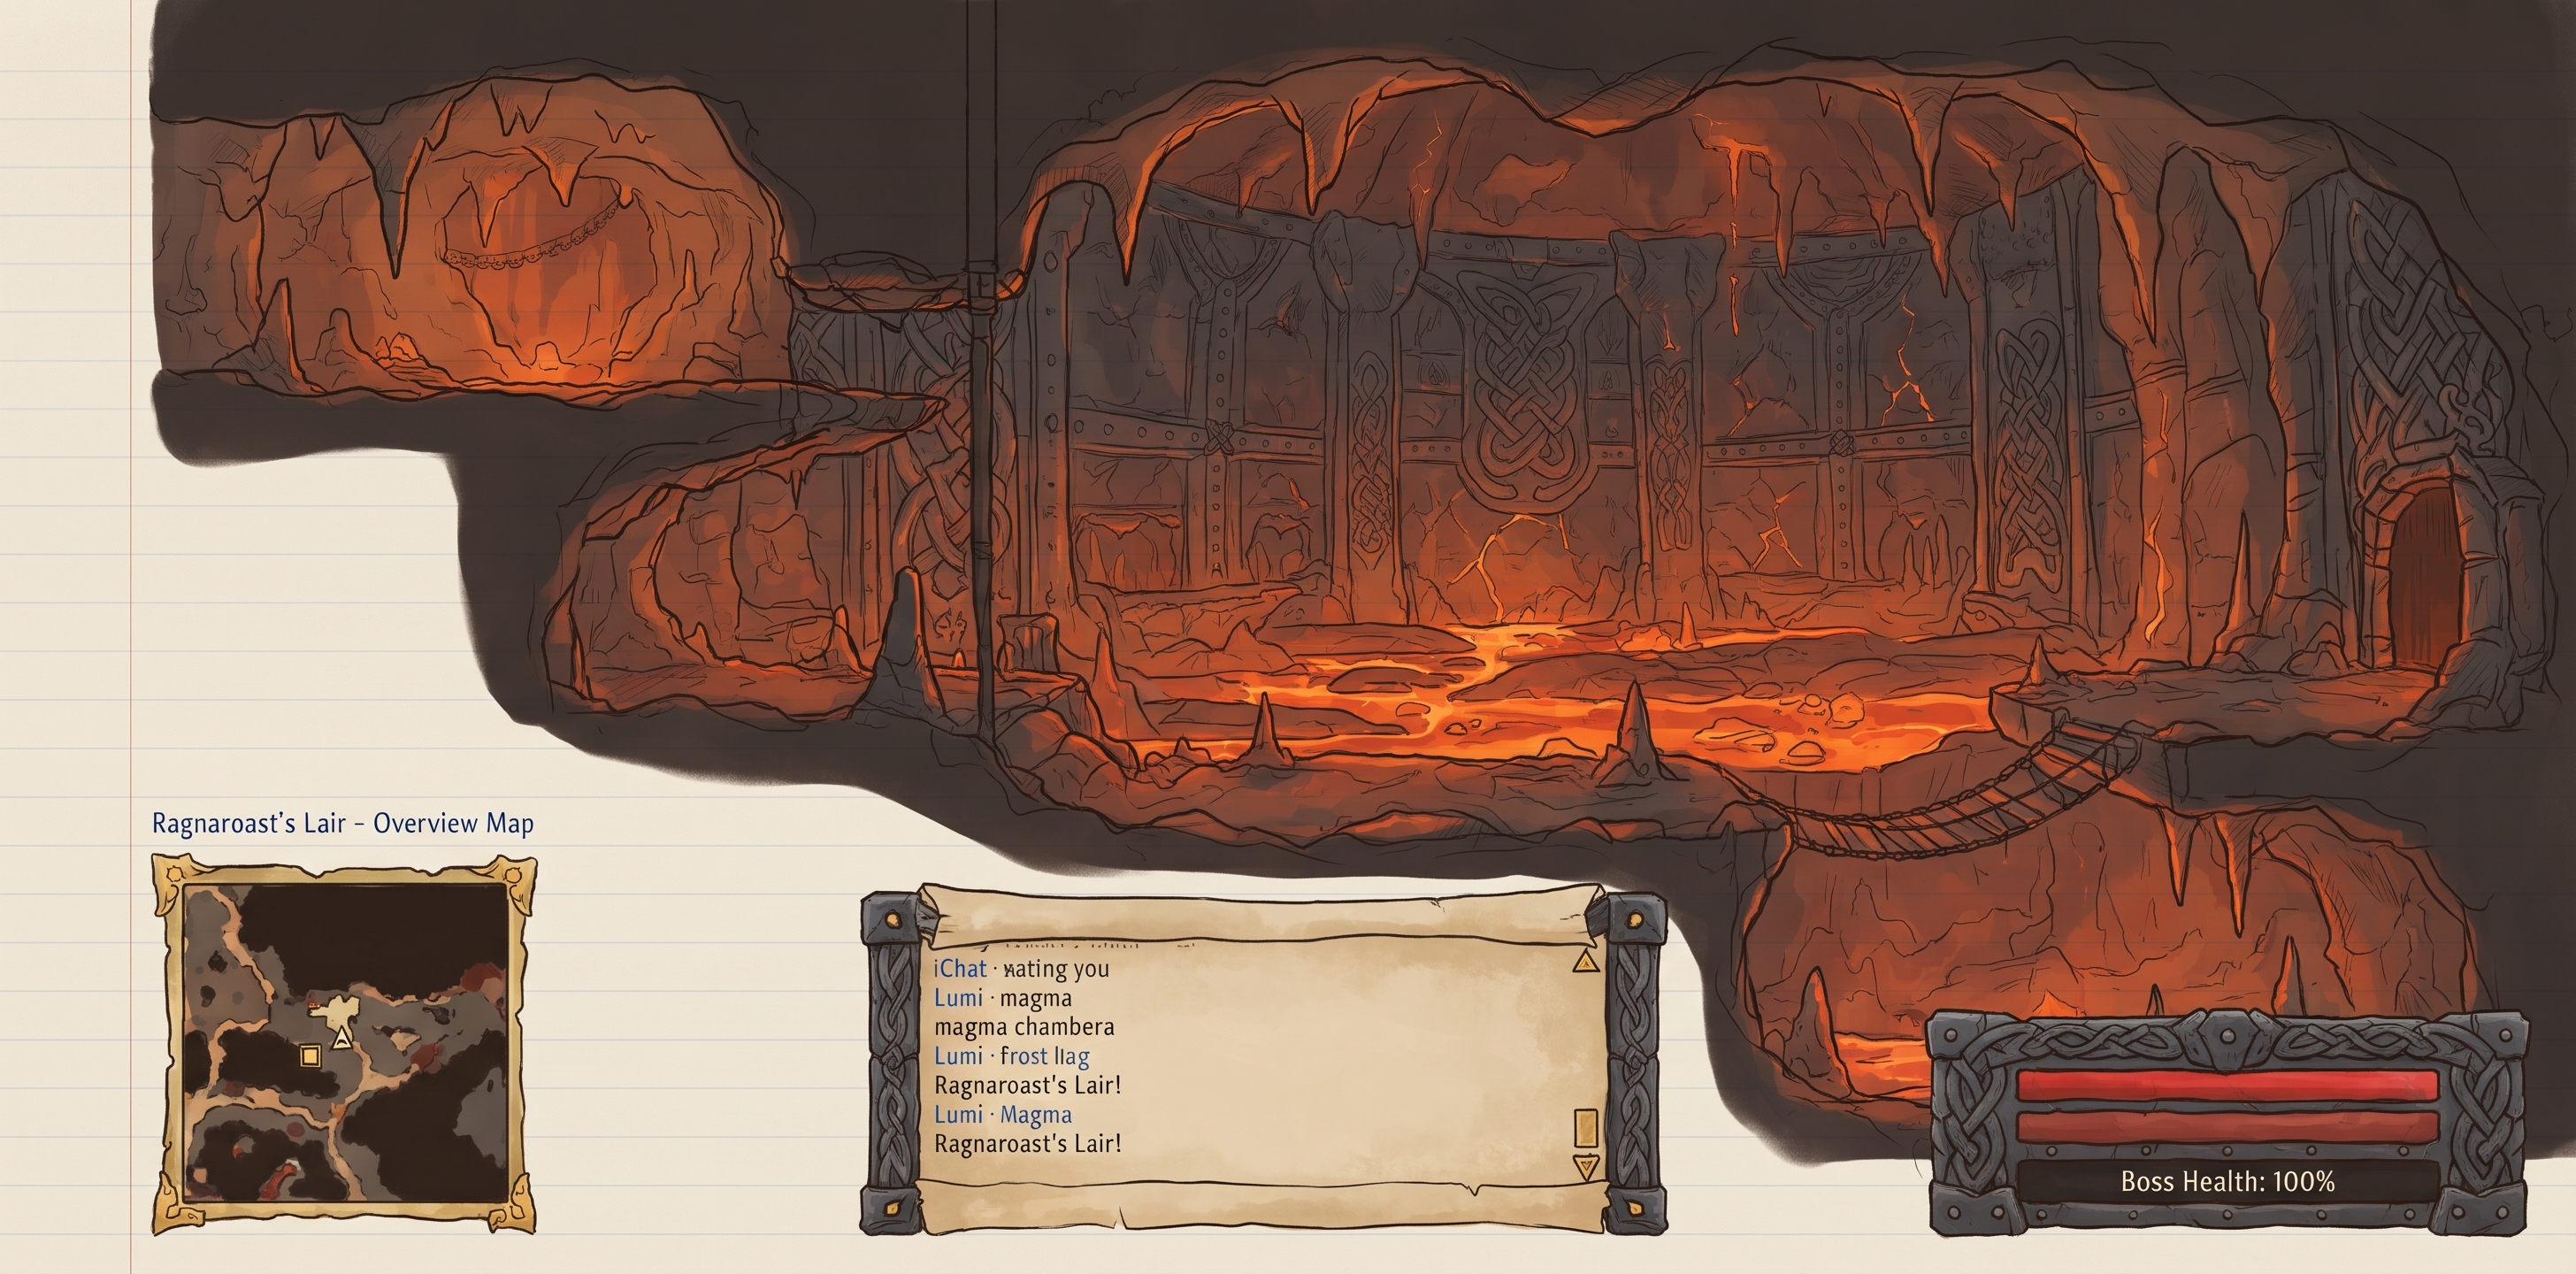 Ragnaroast's Lair – Overview Map
iChat · xating you
Lumi · magma
magma chambera
Lumi · frost
Ragnaroast's Lair!
Lumi · Magma
Ragnaroast's Lair!
Boss Health: 100%